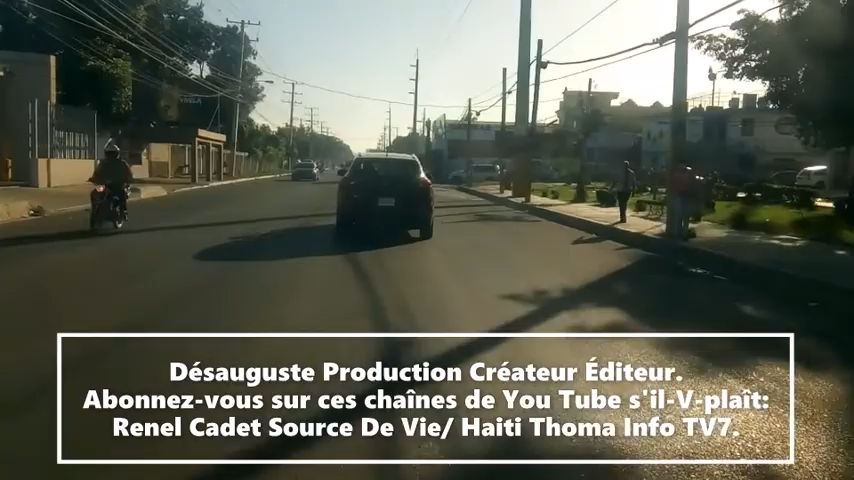 Désauguste Production Créateur Éditeur.
Abonnez-vous sur ces chaînes de You Tube s'il-V-plaît:
Renel Cadet Source De Vie/ Haiti Thoma Info TV7.